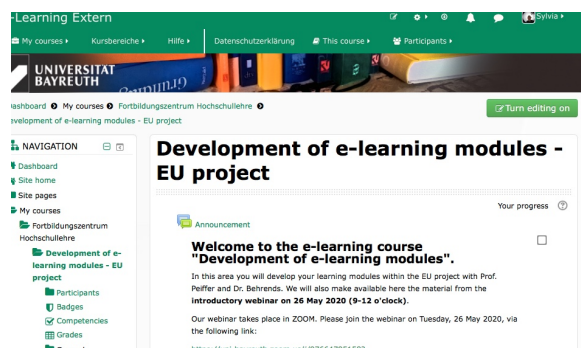 -Learning Extern
Sylvia
My courses Kursbereiche Hilfe Datenschutzerklärung This course Participants
UNIVERSITÄT
BAYREUTH
Dashboard My courses Fortbildungszentrum Hochschullehre
evelopment of e-learning modules - EU project
Turn editing on
NAVIGATION
Dashboard
Site home
Site pages
My courses
Fortbildungszentrum
Hochschullehre
Development of e-
learning modules - EU
project
Participants
Badges
Competencies
Grades
Development of e-learning modules -
EU project
Your progress
Announcement
Welcome to the e-learning course
"Development of e-learning modules".
In this area you will develop your learning modules within the EU project with Prof.
Peiffer and Dr. Behrends. We will also make available here the material from the
introductory webinar on 26 May 2020 (9-12 o'clock).
Our webinar takes place in ZOOM. Please join the webinar on Tuesday, 26 May 2020, via
the following link: